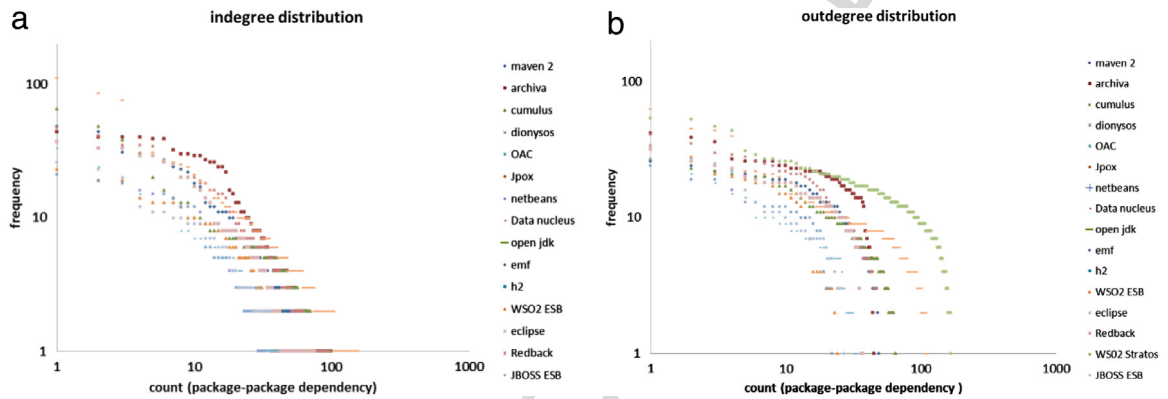 a
indegree distribution
100
10
1
frequency
1
10
100
1000
count (package-package dependency)
maven 2
archiva
cumulus
dionysos
OAC
Jpox
netbeans
Data nucleus
open jdk
emf
h2
WSO2 ESB
eclipse
Redback
JBOSS ESB
b
outdegree distribution
100
10
1
frequency
1
10
100
1000
count (package-package dependency )
maven 2
archiva
cumulus
dionysos
OAC
Jpox
netbeans
Data nucleus
open jdk
emf
h2
WSO2 ESB
eclipse
Redback
WS02 Stratos
JBOSS ESB